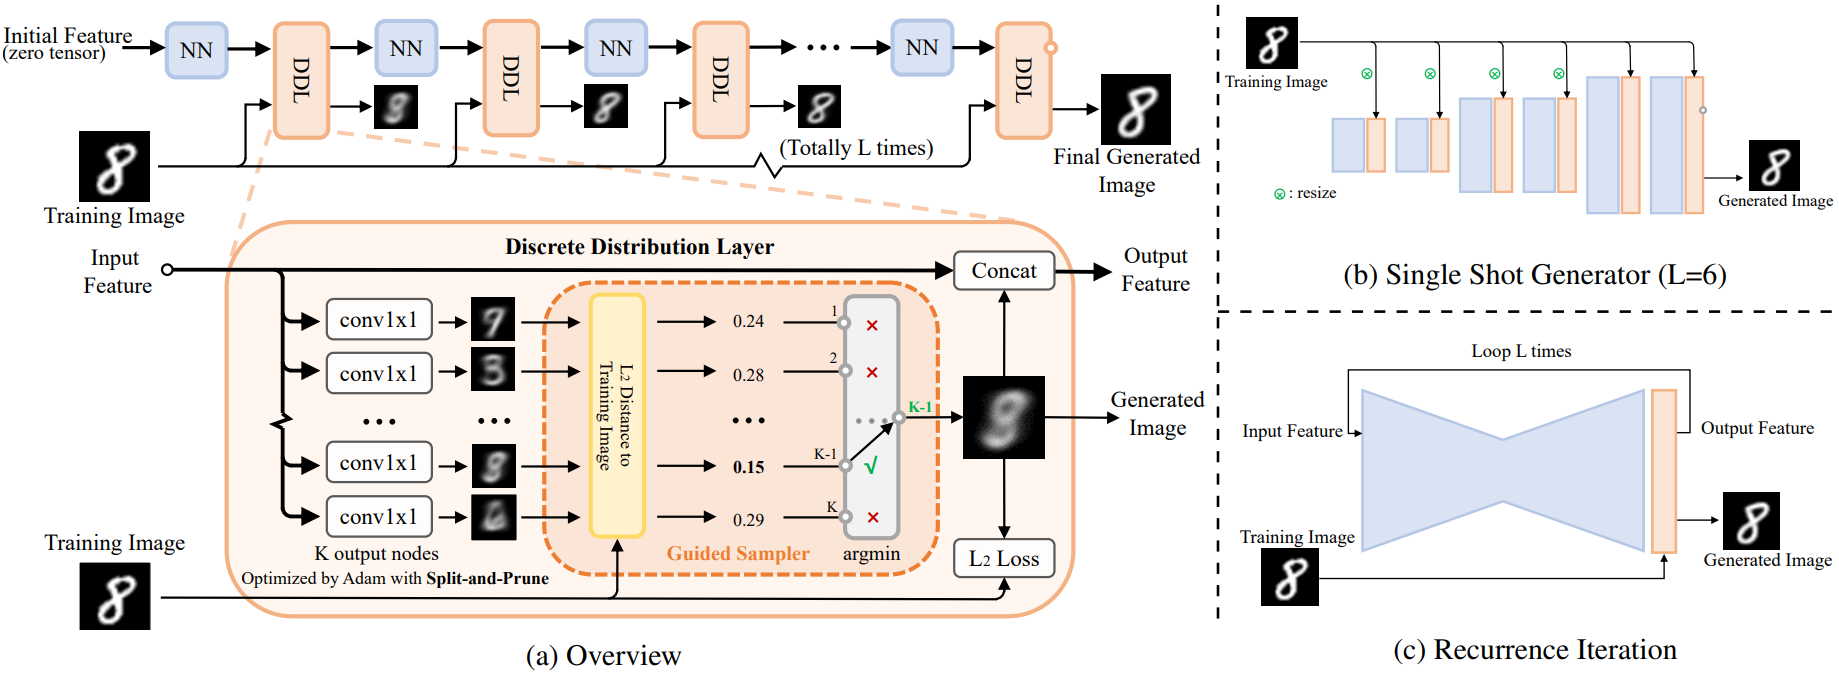 Initial Feature
(zero tensor)
NN
DDL
NN
DDL
NN
DDL
...
NN
DDL
(Totally L times)
Training Image
Final Generated
Image
Discrete Distribution Layer
Input
Feature
Concat
Output
Feature
conv1x1
conv1x1
...
conv1x1
conv1x1
K output nodes
Optimized by Adam with Split-and-Prune
L2 Distance to
Training Image
0.24
0.28
...
0.15
0.29
Guided Sampler
1
2
...
K-1
K
×
×
√
×
argmin
K-1
Generated
Image
L2 Loss
Training Image
(a) Overview
Training Image
⊗ : resize
Generated Image
(b) Single Shot Generator (L=6)
Loop L times
Input Feature
Output Feature
Training Image
Generated Image
(c) Recurrence Iteration